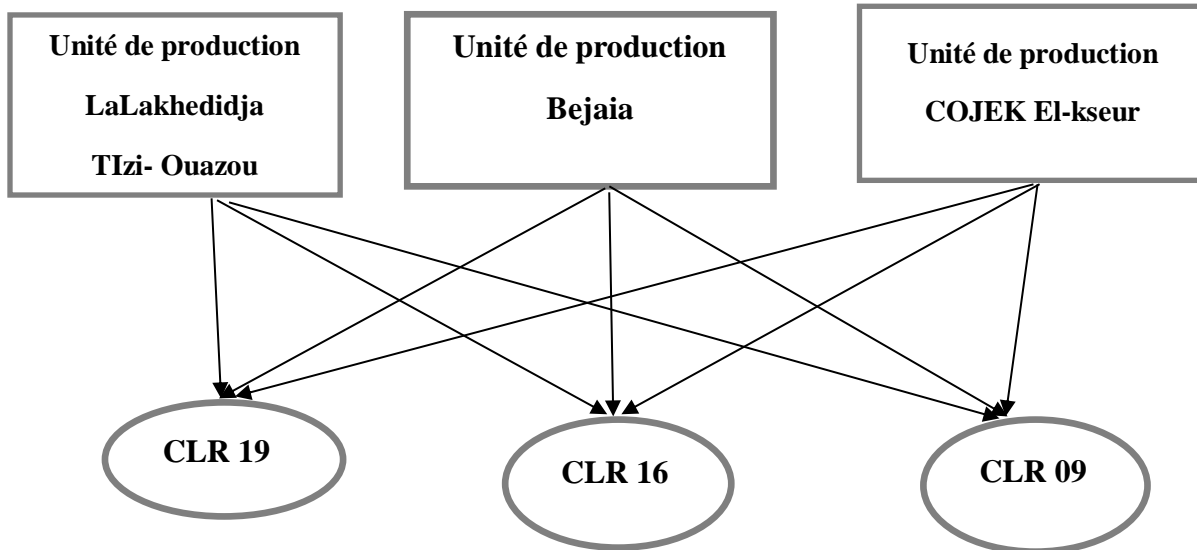 Unité de production
LaLakhedidja
TIzi- Ouazou
Unité de production
Bejaia
Unité de production
COJEK El-kseur
CLR 19
CLR 16
CLR 09